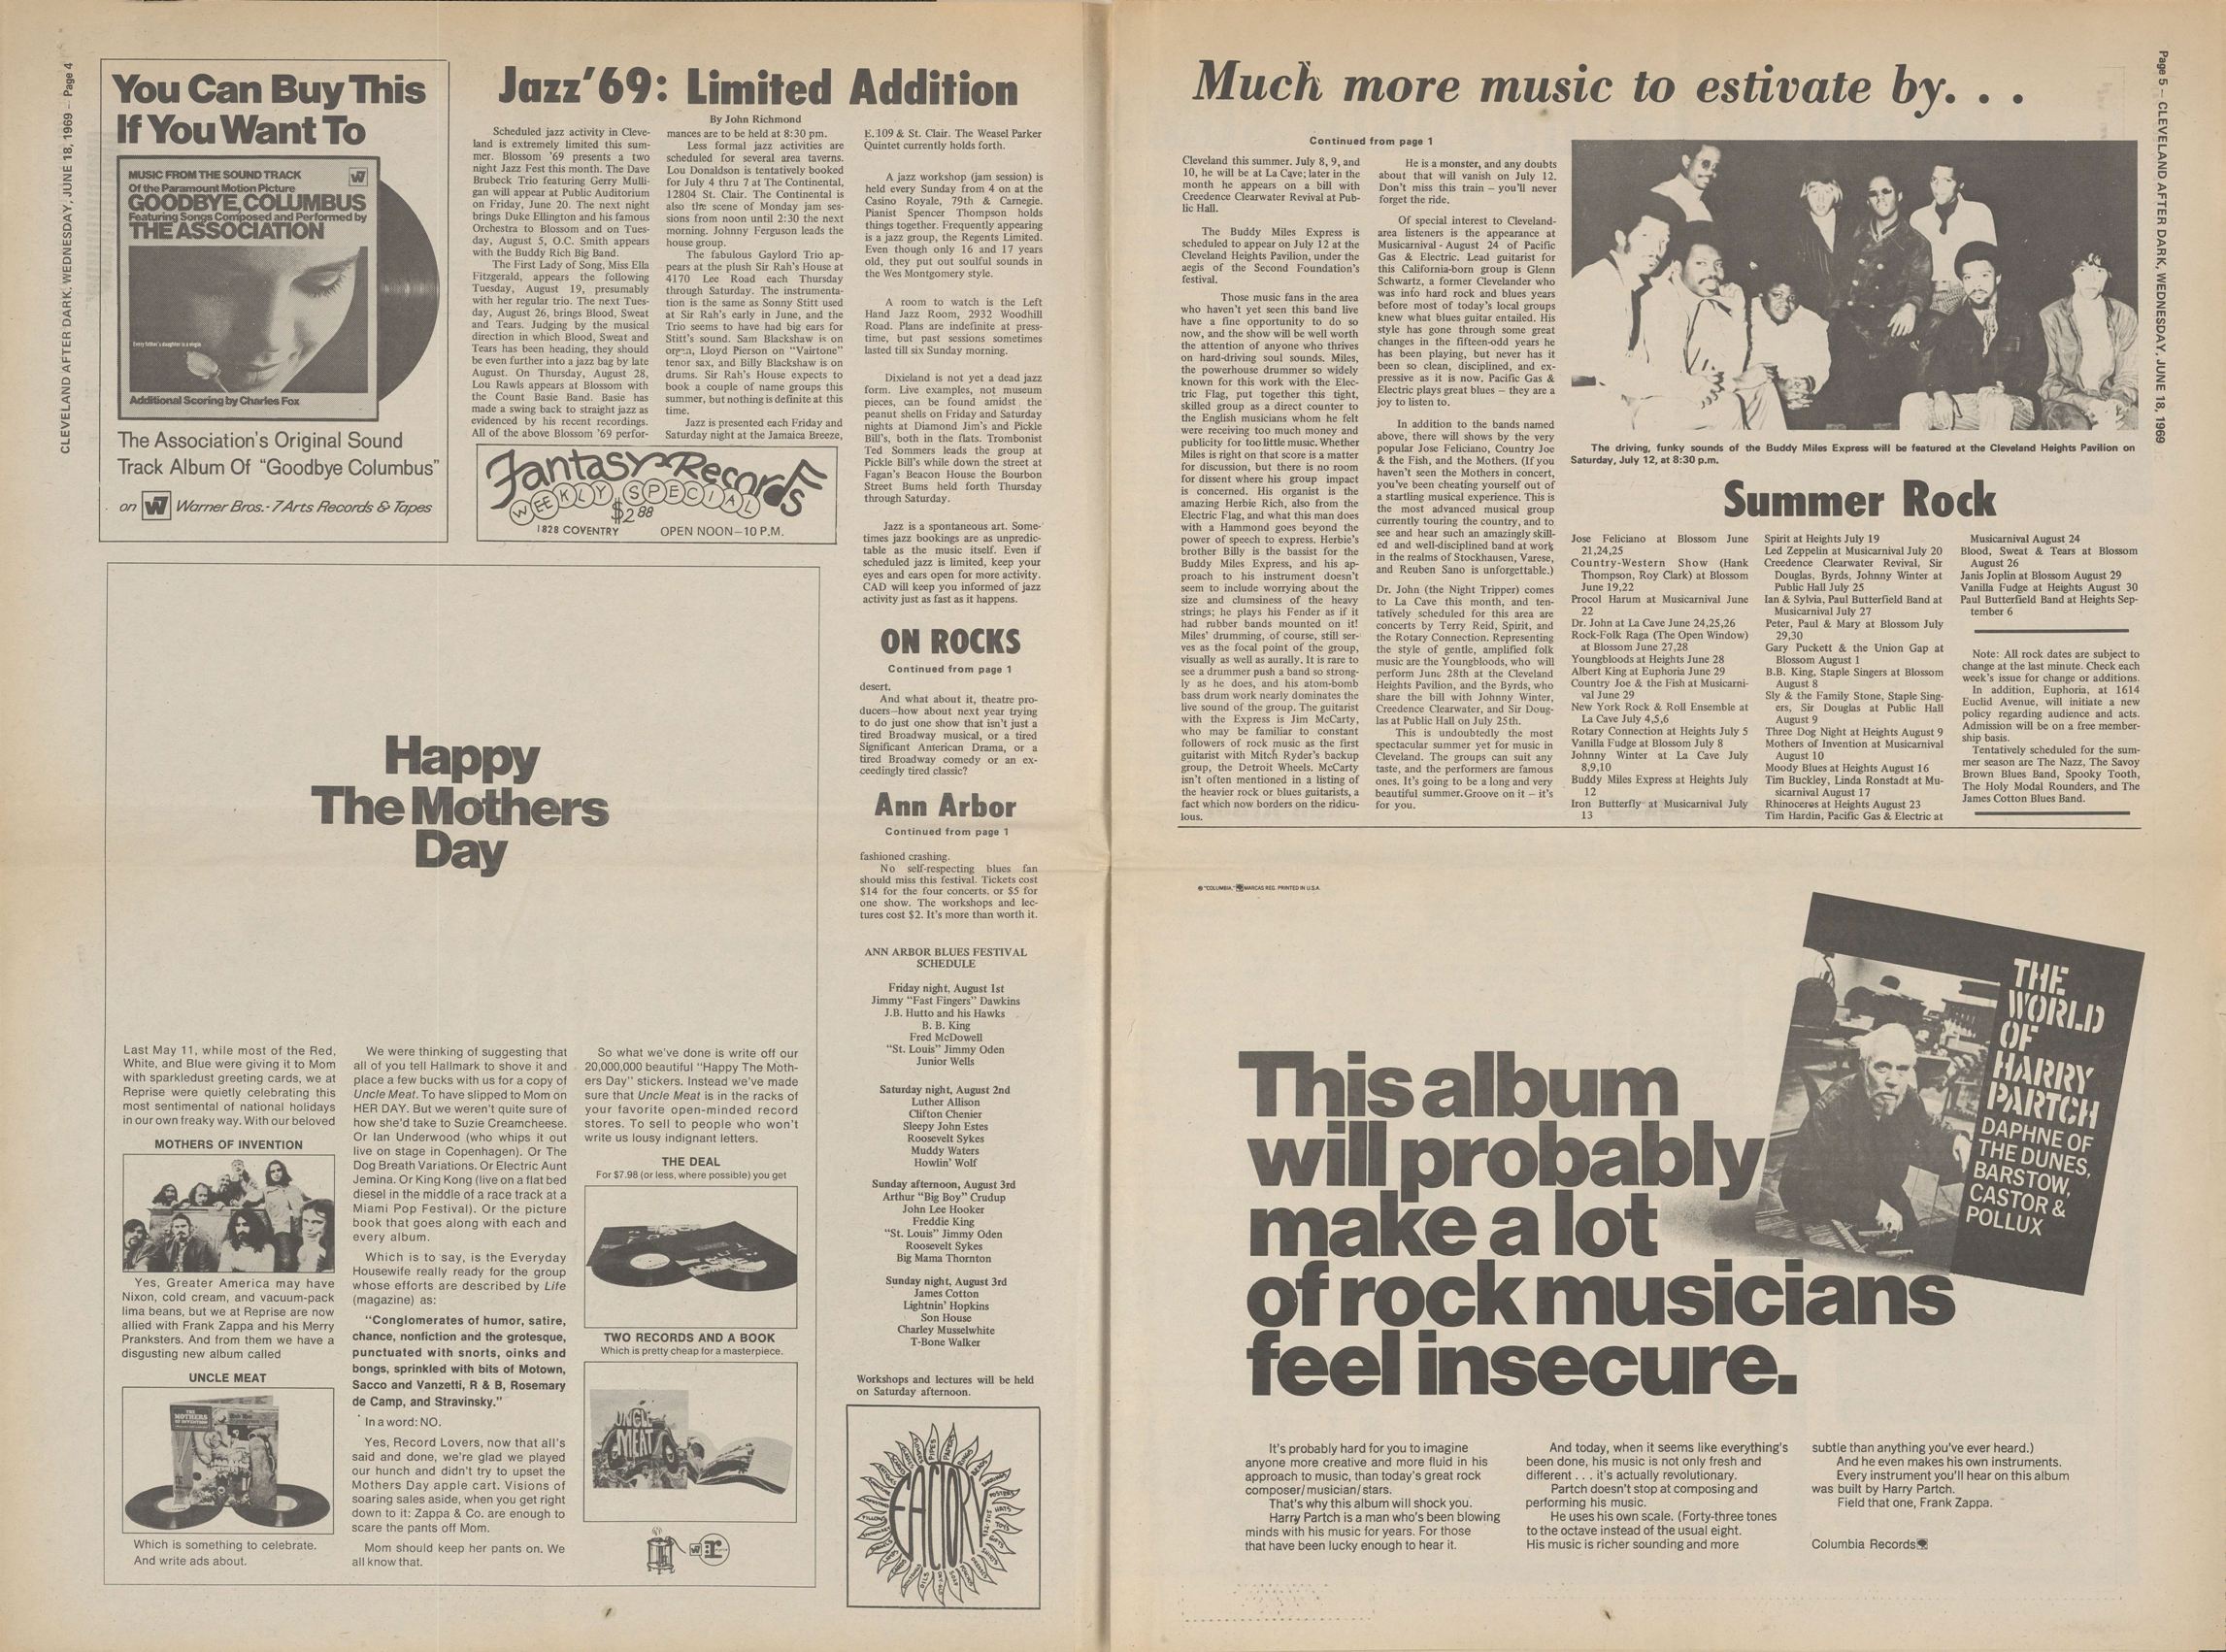 CLEVELAND AFTER DARK, WEDNESDAY, JUNE 18, 1969 — Page 4
You Can Buy This
If You Want To
MUSIC FROM THE SOUND TRACK
Of the Paramount Motion Picture
GOODBYE, COLUMBUS
Featuring Songs Composed and Performed by
THE ASSOCIATION
Every father's daughter is a virgin
Additional Scoring by Charles Fox
The Association's Original Sound
Track Album Of "Goodbye Columbus"
on W7 Warner Bros.-7 Arts Records & Tapes
Jazz'69: Limited Addition
By John Richmond
Scheduled jazz activity in Cleve-
land is extremely limited this sum-
mer. Blossom '69 presents a two
night Jazz Fest this month. The Dave
Brubeck Trio featuring Gerry Mulli-
gan will appear at Public Auditorium
on Friday, June 20. The next night
brings Duke Ellington and his famous
Orchestra to Blossom and on Tues-
day, August 5, O.C. Smith appears
with the Buddy Rich Big Band.
The First Lady of Song, Miss Ella
Fitzgerald, appears the following
Tuesday, August 19, presumably
with her regular trio. The next Tues-
day, August 26, brings Blood, Sweat
and Tears. Judging by the musical
direction in which Blood, Sweat and
Tears has been heading, they should
be even further into a jazz bag by late
August. On Thursday, August 28,
Lou Rawls appears at Blossom with
the Count Basie Band. Basie has
made a swing back to straight jazz as
evidenced by his recent recordings.
All of the above Blossom '69 perfor-
mances are to be held at 8:30 pm.
Less formal jazz activities are
scheduled for several area taverns.
Lou Donaldson is tentatively booked
for July 4 thru 7 at The Continental,
12804 St. Clair. The Continental is
also the scene of Monday jam ses-
sions from noon until 2:30 the next
morning. Johnny Ferguson leads the
house group.
The fabulous Gaylord Trio ap-
pears at the plush Sir Rah's House at
4170 Lee Road each Thursday
through Saturday. The instrumenta-
tion is the same as Sonny Stitt used
at Sir Rah's early in June, and the
Trio seems to have had big ears for
Stitt's sound. Sam Blackshaw is on
organ, Lloyd Pierson on "Vairtone"
tenor sax, and Billy Blackshaw is on
drums. Sir Rah's House expects to
book a couple of name groups this
summer, but nothing is definite at this
time.
Jazz is presented each Friday and
Saturday night at the Jamaica Breeze,
E.109 & St. Clair. The Weasel Parker
Quintet currently holds forth.
A jazz workshop (jam session) is
held every Sunday from 4 on at the
Casino Royale, 79th & Carnegie.
Pianist Spencer Thompson holds
things together. Frequently appearing
is a jazz group, the Regents Limited.
Even though only 16 and 17 years
old, they put out soulful sounds in
the Wes Montgomery style.
A room to watch is the Left
Hand Jazz Room, 2932 Woodhill
Road. Plans are indefinite at press-
time, but past sessions sometimes
lasted till six Sunday morning.
Dixieland is not yet a dead jazz
form. Live examples, not museum
pieces, can be found amidst the
peanut shells on Friday and Saturday
nights at Diamond Jim's and Pickle
Bill's, both in the flats. Trombonist
Ted Sommers leads the group at
Pickle Bill's while down the street at
Fagan's Beacon House the Bourbon
Street Bums held forth Thursday
through Saturday.
Jazz is a spontaneous art. Some-
times jazz bookings are as unpredic-
table as the music itself. Even if
scheduled jazz is limited, keep your
eyes and ears open for more activity.
CAD will keep you informed of jazz
activity just as fast as it happens.
Fantasy Records
WEEKLY SPECIAL
$2 88
1828 COVENTRY OPEN NOON—10 P.M.
ON ROCKS
Continued from page 1
desert.
And what about it, theatre pro-
ducers—how about next year trying
to do just one show that isn't just a
tired Broadway musical, or a tired
Significant American Drama, or a
tired Broadway comedy or an ex-
ceedingly tired classic?
Ann Arbor
Continued from page 1
fashioned crashing.
No self-respecting blues fan
should miss this festival. Tickets cost
$14 for the four concerts, or $5 for
one show. The workshops and lec-
tures cost $2. It's more than worth it.
ANN ARBOR BLUES FESTIVAL
SCHEDULE
Friday night, August 1st
Jimmy "Fast Fingers" Dawkins
J.B. Hutto and his Hawks
B. B. King
Fred McDowell
"St. Louis" Jimmy Oden
Junior Wells
Saturday night, August 2nd
Luther Allison
Clifton Chenier
Sleepy John Estes
Roosevelt Sykes
Muddy Waters
Howlin' Wolf
Sunday afternoon, August 3rd
Arthur "Big Boy" Crudup
John Lee Hooker
Freddie King
"St. Louis" Jimmy Oden
Roosevelt Sykes
Big Mama Thornton
Sunday night, August 3rd
James Cotton
Lightnin' Hopkins
Son House
Charley Musselwhite
T-Bone Walker
Workshops and lectures will be held
on Saturday afternoon.
FACTORY
Happy
The Mothers
Day
Last May 11, while most of the Red,
White, and Blue were giving it to Mom
with sparkledust greeting cards, we at
Reprise were quietly celebrating this
most sentimental of national holidays
in our own freaky way. With our beloved
MOTHERS OF INVENTION
Yes, Greater America may have
Nixon, cold cream, and vacuum-pack
lima beans, but we at Reprise are now
allied with Frank Zappa and his Merry
Pranksters. And from them we have a
disgusting new album called
UNCLE MEAT
Which is something to celebrate.
And write ads about.
We were thinking of suggesting that
all of you tell Hallmark to shove it and
place a few bucks with us for a copy of
Uncle Meat. To have slipped to Mom on
HER DAY. But we weren't quite sure of
how she'd take to Suzie Creamcheese.
Or Ian Underwood (who whips it out
live on stage in Copenhagen). Or The
Dog Breath Variations. Or Electric Aunt
Jemina. Or King Kong (live on a flat bed
diesel in the middle of a race track at a
Miami Pop Festival). Or the picture
book that goes along with each and
every album.
Which is to say, is the Everyday
Housewife really ready for the group
whose efforts are described by Life
(magazine) as:
"Conglomerates of humor, satire,
chance, nonfiction and the grotesque,
punctuated with snorts, oinks and
bongs, sprinkled with bits of Motown,
Sacco and Vanzetti, R & B, Rosemary
de Camp, and Stravinsky."
In a word: NO.
Yes, Record Lovers, now that all's
said and done, we're glad we played
our hunch and didn't try to upset the
Mothers Day apple cart. Visions of
soaring sales aside, when you get right
down to it: Zappa & Co. are enough to
scare the pants off Mom.
Mom should keep her pants on. We
all know that.
So what we've done is write off our
20,000,000 beautiful "Happy The Moth-
ers Day" stickers. Instead we've made
sure that Uncle Meat is in the racks of
your favorite open-minded record
stores. To sell to people who won't
write us lousy indignant letters.
THE DEAL
For $7.98 (or less, where possible) you get
TWO RECORDS AND A BOOK
Which is pretty cheap for a masterpiece.
UNCLE MEAT
Much more music to estivate by. . .
Continued from page 1
Cleveland this summer. July 8, 9, and
10, he will be at La Cave; later in the
month he appears on a bill with
Creedence Clearwater Revival at Pub-
lic Hall.
The Buddy Miles Express is
scheduled to appear on July 12 at the
Cleveland Heights Pavilion, under the
aegis of the Second Foundation's
festival.
Those music fans in the area
who haven't yet seen this band live
have a fine opportunity to do so
now, and the show will be well worth
the attention of anyone who thrives
on hard-driving soul sounds. Miles,
the powerhouse drummer so widely
known for this work with the Elec-
tric Flag, put together this tight,
skilled group as a direct counter to
the English musicians whom he felt
were receiving too much money and
publicity for too little music. Whether
Miles is right on that score is a matter
for discussion, but there is no room
for dissent where his group impact
is concerned. His organist is the
amazing Herbie Rich, also from the
Electric Flag, and what this man does
with a Hammond goes beyond the
power of speech to express. Herbie's
brother Billy is the bassist for the
Buddy Miles Express, and his ap-
proach to his instrument doesn't
seem to include worrying about the
size and clumsiness of the heavy
strings; he plays his Fender as if it
had rubber bands mounted on it!
Miles' drumming, of course, still ser-
ves as the focal point of the group,
visually as well as aurally. It is rare to
see a drummer push a band so strong-
ly as he does, and his atom-bomb
bass drum work nearly dominates the
live sound of the group. The guitarist
with the Express is Jim McCarty,
who may be familiar to constant
followers of rock music as the first
guitarist with Mitch Ryder's backup
group, the Detroit Wheels. McCarty
isn't often mentioned in a listing of
the heavier rock or blues guitarists, a
fact which now borders on the ridicu-
lous.
He is a monster, and any doubts
about that will vanish on July 12.
Don't miss this train — you'll never
forget the ride.
Of special interest to Cleveland-
area listeners is the appearance at
Musicarnival - August 24 of Pacific
Gas & Electric. Lead guitarist for
this California-born group is Glenn
Schwartz, a former Clevelander who
was info hard rock and blues years
before most of today's local groups
knew what blues guitar entailed. His
style has gone through some great
changes in the fifteen-odd years he
has been playing, but never has it
been so clean, disciplined, and ex-
pressive as it is now. Pacific Gas &
Electric plays great blues — they are a
joy to listen to.
In addition to the bands named
above, there will shows by the very
popular Jose Feliciano, Country Joe
& the Fish, and the Mothers. (If you
haven't seen the Mothers in concert,
you've been cheating yourself out of
a startling musical experience. This is
the most advanced musical group
currently touring the country, and to
see and hear such an amazingly skill-
ed and well-disciplined band at work
in the realms of Stockhausen, Varese,
and Reuben Sano is unforgettable.)
Dr. John (the Night Tripper) comes
to La Cave this month, and ten-
tatively scheduled for this area are
concerts by Terry Reid, Spirit, and
the Rotary Connection. Representing
the style of gentle, amplified folk
music are the Youngbloods, who will
perform June 28th at the Cleveland
Heights Pavilion, and the Byrds, who
share the bill with Johnny Winter,
Creedence Clearwater, and Sir Doug-
las at Public Hall on July 25th.
This is undoubtedly the most
spectacular summer yet for music in
Cleveland. The groups can suit any
taste, and the performers are famous
ones. It's going to be a long and very
beautiful summer. Groove on it — it's
for you.
The driving, funky sounds of the Buddy Miles Express will be featured at the Cleveland Heights Pavilion on
Saturday, July 12, at 8:30 p.m.
Summer Rock
Jose Feliciano at Blossom June
21,24,25
Country-Western Show (Hank
Thompson, Roy Clark) at Blossom
June 19,22
Procol Harum at Musicarnival June
22
Dr. John at La Cave June 24,25,26
Rock-Folk Raga (The Open Window)
at Blossom June 27,28
Youngbloods at Heights June 28
Albert King at Euphoria June 29
Country Joe & the Fish at Musicarni-
val June 29
New York Rock & Roll Ensemble at
La Cave July 4,5,6
Rotary Connection at Heights July 5
Vanilla Fudge at Blossom July 8
Johnny Winter at La Cave July
8,9,10
Buddy Miles Express at Heights July
12
Iron Butterfly at Musicarnival July
13
Spirit at Heights July 19
Led Zeppelin at Musicarnival July 20
Creedence Clearwater Revival, Sir
Douglas, Byrds, Johnny Winter at
Public Hall July 25
Ian & Sylvia, Paul Butterfield Band at
Musicarnival July 27
Peter, Paul & Mary at Blossom July
29,30
Gary Puckett & the Union Gap at
Blossom August 1
B.B. King, Staple Singers at Blossom
August 8
Sly & the Family Stone, Staple Sing-
ers, Sir Douglas at Public Hall
August 9
Three Dog Night at Heights August 9
Mothers of Invention at Musicarnival
August 10
Moody Blues at Heights August 16
Tim Buckley, Linda Ronstadt at Mu-
sicarnival August 17
Rhinoceros at Heights August 23
Tim Hardin, Pacific Gas & Electric at
Musicarnival August 24
Blood, Sweat & Tears at Blossom
August 26
Janis Joplin at Blossom August 29
Vanilla Fudge at Heights August 30
Paul Butterfield Band at Heights Sep-
tember 6
Note: All rock dates are subject to
change at the last minute. Check each
week's issue for change or additions.
In addition, Euphoria, at 1614
Euclid Avenue, will initiate a new
policy regarding audience and acts.
Admission will be on a free member-
ship basis.
Tentatively scheduled for the sum-
mer season are The Nazz, The Savoy
Brown Blues Band, Spooky Tooth,
The Holy Modal Rounders, and The
James Cotton Blues Band.
Page 5 — CLEVELAND AFTER DARK, WEDNESDAY, JUNE 18, 1969
® "COLUMBIA," MARCAS REG. PRINTED IN U.S.A.
THE
WORLD
OF
HARRY
PARTCH
DAPHNE OF
THE DUNES,
BARSTOW,
CASTOR &
POLLUX
This album
will probably
make a lot
of rock musicians
feel insecure.
It's probably hard for you to imagine
anyone more creative and more fluid in his
approach to music, than today's great rock
composer/musician/stars.
That's why this album will shock you.
Harry Partch is a man who's been blowing
minds with his music for years. For those
that have been lucky enough to hear it.
And today, when it seems like everything's
been done, his music is not only fresh and
different . . . it's actually revolutionary.
Partch doesn't stop at composing and
performing his music.
He uses his own scale. (Forty-three tones
to the octave instead of the usual eight.
His music is richer sounding and more
subtle than anything you've ever heard.)
And he even makes his own instruments.
Every instrument you'll hear on this album
was built by Harry Partch.
Field that one, Frank Zappa.
Columbia Records